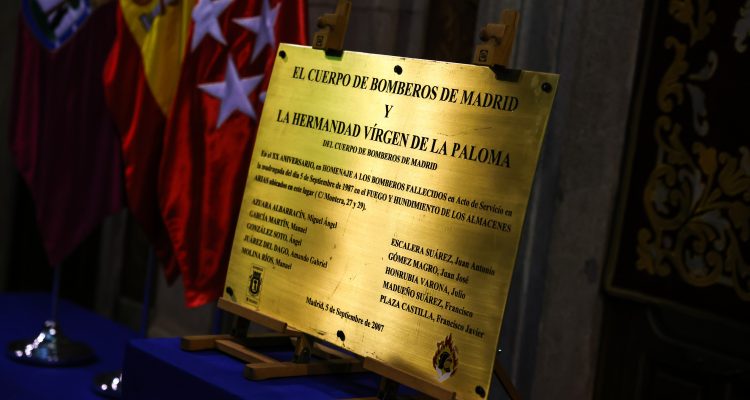 EL CUERPO DE BOMBEROS DE MADRID
Y
LA HERMANDAD VÍRGEN DE LA PALOMA
DEL CUERPO DE BOMBEROS DE MADRID
En el XX ANIVERSARIO, en HOMENAJE A LOS BOMBEROS FALLECIDOS en Acto de Servicio en
la madrugada del día 5 de Septiembre de 1987 en el FUEGO Y HUNDIMIENTO DE LOS ALMACENES
ARIAS ubicados en este lugar ( C/ Montera, 27 y 29).
AZUARA ALBARRACÍN, Miguel Ángel
GARCÍA MARTÍN, Manuel
GONZÁLEZ SOTO, Ángel
JUÁREZ DEL DAGO, Amando Gabriel
MOLINA RÍOS, Manuel
ESCALERA SUÁREZ, Juan Antonio
GÓMEZ MAGRO, Juan José
HONRUBIA VARONA, Julio
MADUEÑO SUÁREZ, Francisco
PLAZA CASTILLA, Francisco Javier
Madrid, 5 de Septiembre de 2007